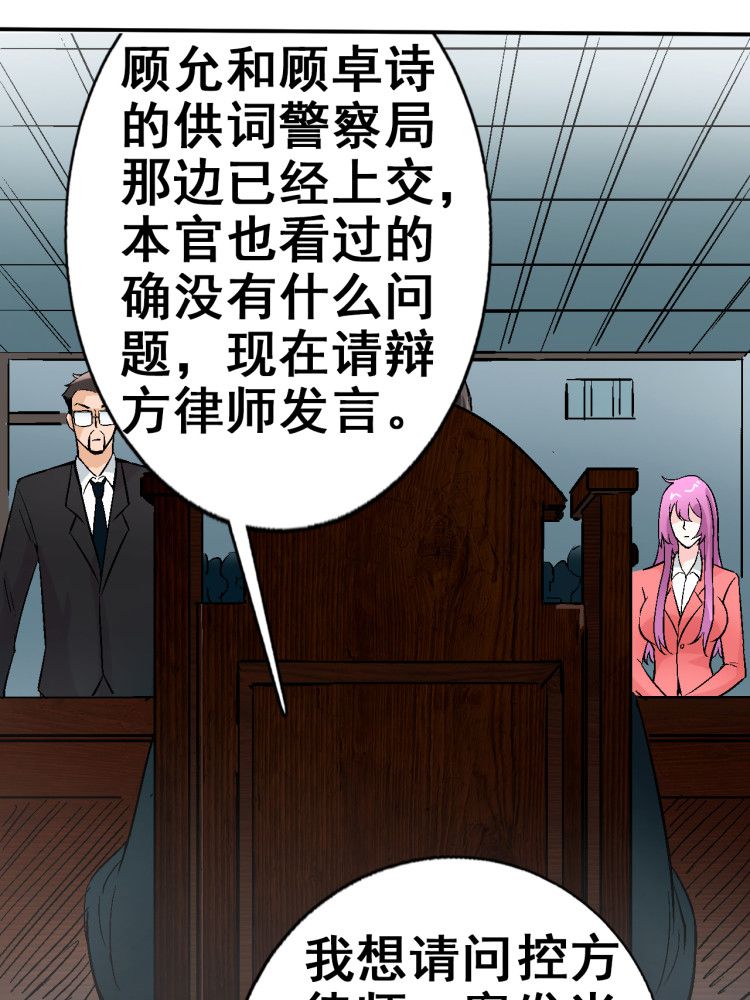 顾允和顾卓诗
的供词警察局
那边已经上交，
本官也看过的
确没有什么问
题，现在请辩
方律师发言。
我想请问控方
律师